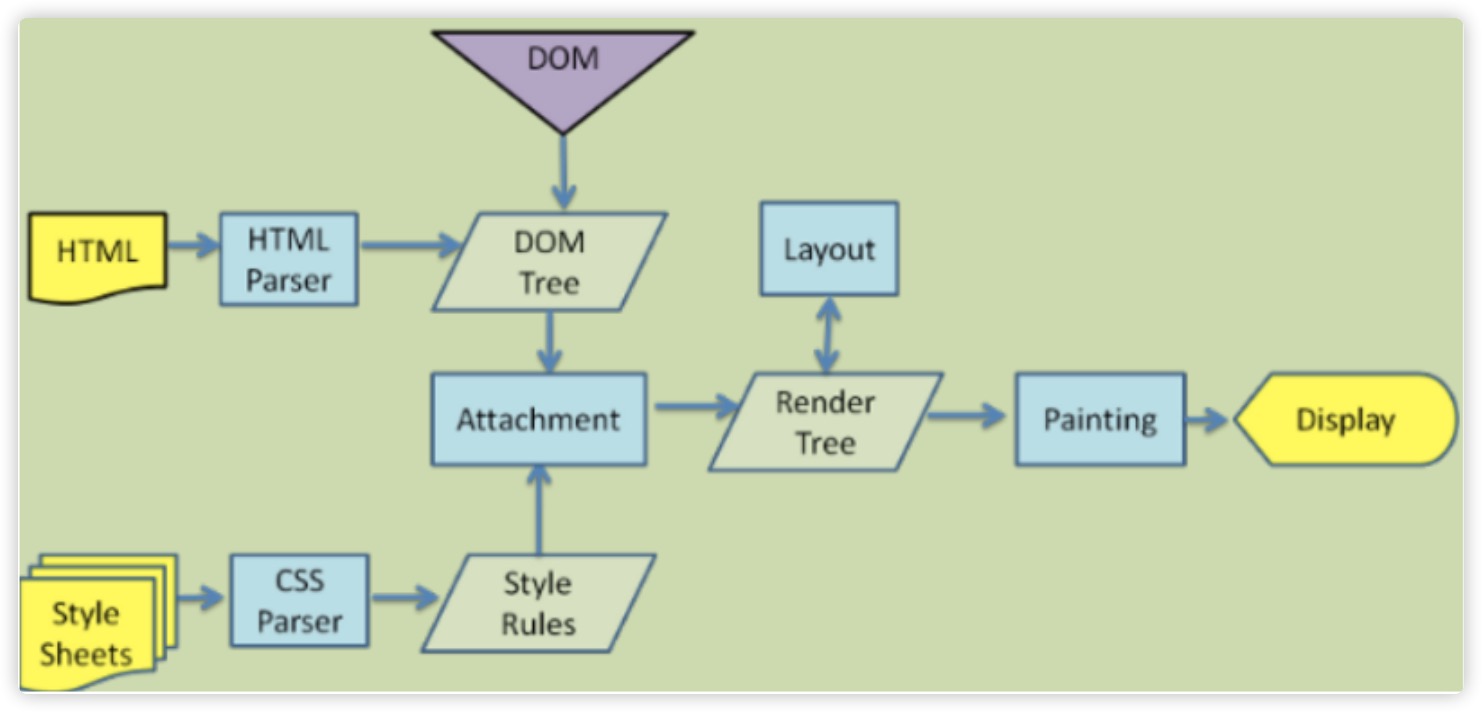 DOM
HTML
HTML
Parser
DOM
Tree
Layout
Attachment
Render
Tree
Painting
Display
Style
Sheets
CSS
Parser
Style
Rules